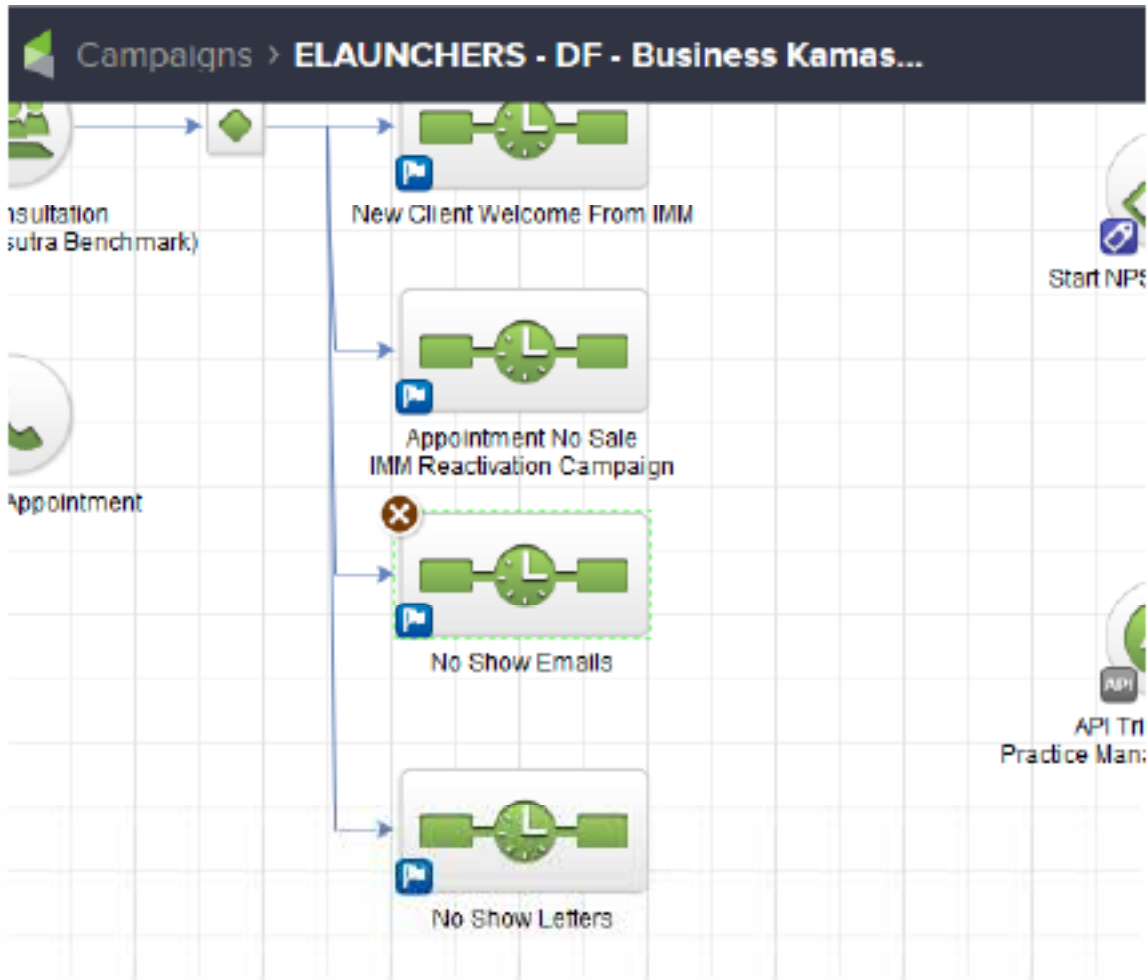 Campaigns > ELAUNCHERS - DF - Business Kamas...
nsultation
sutra Benchmark)
New Client Welcome From IMM
Start NPS
Appointment No Sale
IMM Reactivation Campaign
Appointment
No Show Emails
API
API Tri
Practice Man
No Show Letters